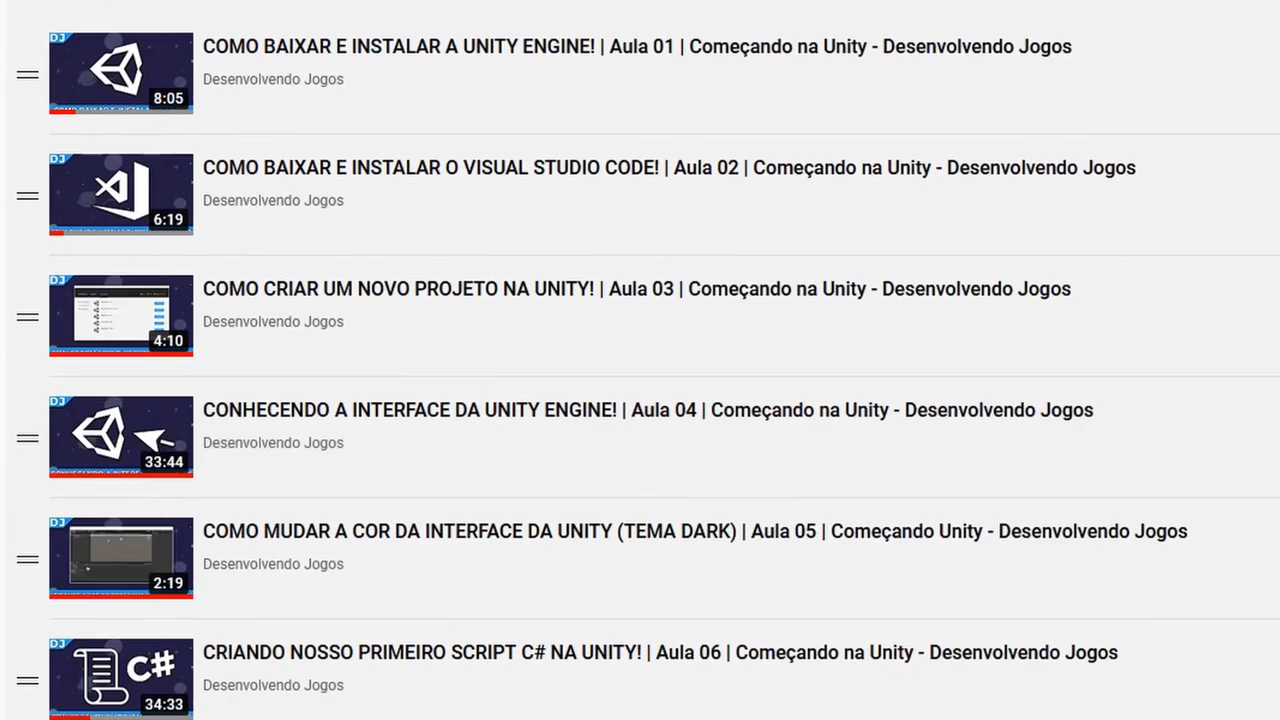 DJ
8:05
COMO BAIXAR E INSTALAR A UNITY ENGINE! | Aula 01 | Começando na Unity - Desenvolvendo Jogos
Desenvolvendo Jogos
DJ
6:19
COMO BAIXAR E INSTALAR O VISUAL STUDIO CODE! | Aula 02 | Começando na Unity - Desenvolvendo Jogos
Desenvolvendo Jogos
DJ
4:10
COMO CRIAR UM NOVO PROJETO NA UNITY! | Aula 03 | Começando na Unity - Desenvolvendo Jogos
Desenvolvendo Jogos
DJ
33:44
CONHECENDO A INTERFACE DA UNITY ENGINE! | Aula 04 | Começando na Unity - Desenvolvendo Jogos
Desenvolvendo Jogos
DJ
2:19
COMO MUDAR A COR DA INTERFACE DA UNITY (TEMA DARK) | Aula 05 | Começando Unity - Desenvolvendo Jogos
Desenvolvendo Jogos
DJ
C#
34:33
CRIANDO NOSSO PRIMEIRO SCRIPT C# NA UNITY! | Aula 06 | Começando na Unity - Desenvolvendo Jogos
Desenvolvendo Jogos